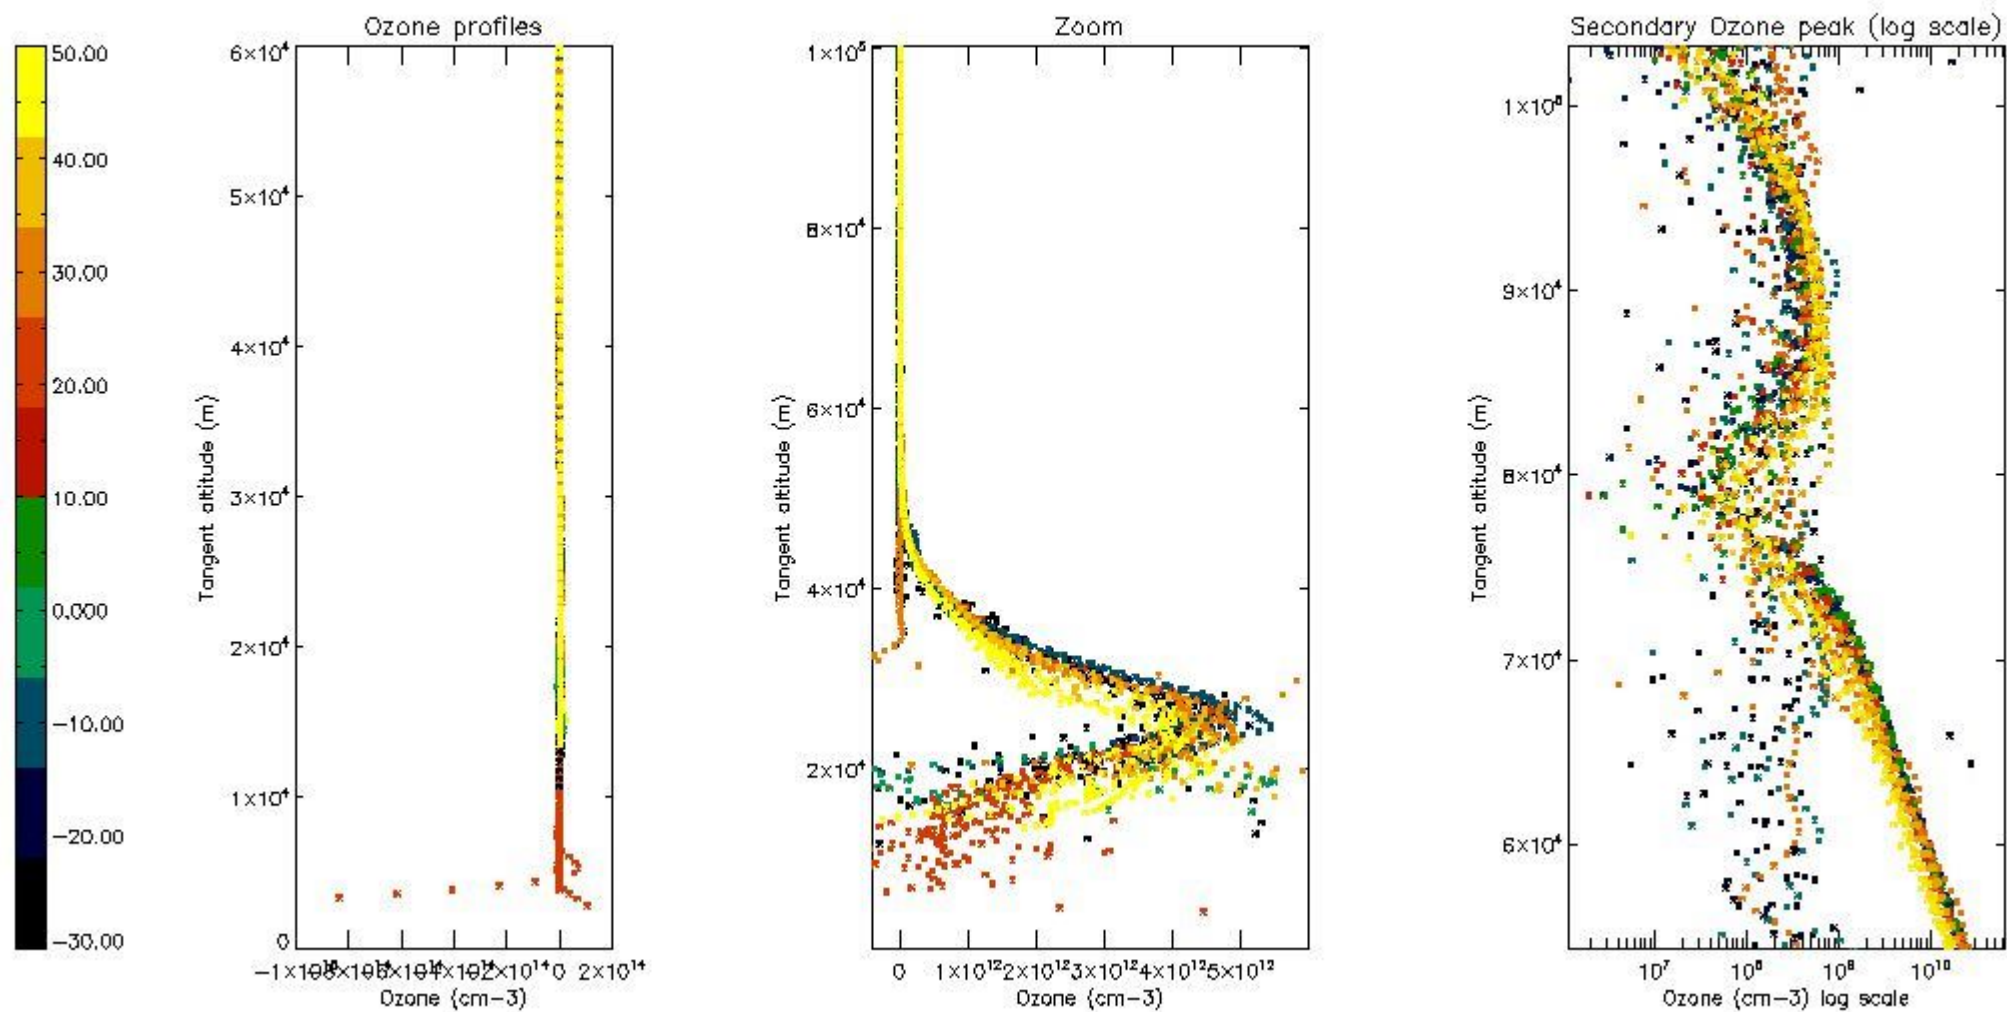 Ozone profiles
Zoom
Secondary Ozone peak (log scale)
50.00
40.00
30.00
20.00
10.00
0.000
−10.00
−20.00
−30.00
6×10⁴
5×10⁴
4×10⁴
3×10⁴
2×10⁴
1×10⁴
0
Tangent altitude (m)
2×10¹⁴ 0 2×10¹⁴
Ozone (cm−3)
1×10⁵
8×10⁴
6×10⁴
4×10⁴
2×10⁴
Tangent altitude (m)
0 1×10¹² 2×10¹² 3×10¹² 4×10¹² 5×10¹²
Ozone (cm−3)
1×10⁵
9×10⁴
8×10⁴
7×10⁴
6×10⁴
Tangent altitude (m)
10⁷ 10⁸ 10⁹ 10¹⁰
Ozone (cm−3) log scale